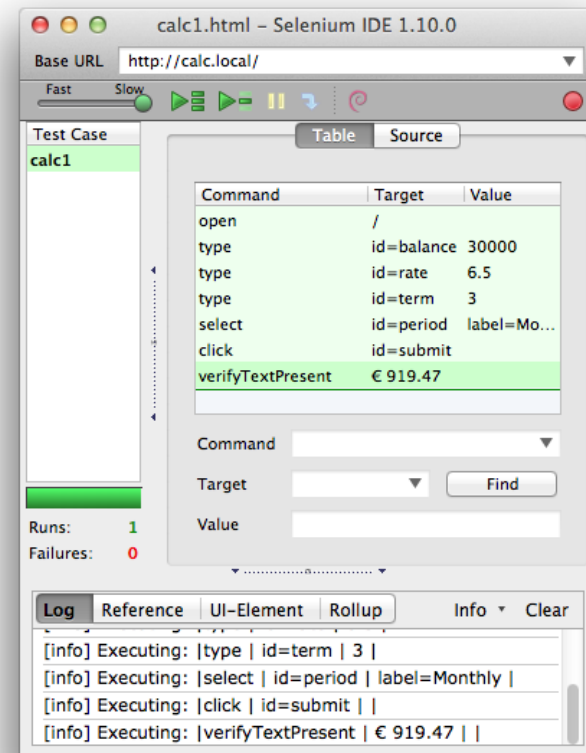 calc1.html – Selenium IDE 1.10.0
Base URL http://calc.local/
Fast Slow
Test Case
calc1
Table Source
Command Target Value
open /
type id=balance 30000
type id=rate 6.5
type id=term 3
select id=period label=Mo...
click id=submit
verifyTextPresent € 919.47
Command
Target Find
Value
Runs: 1
Failures: 0
Log Reference UI-Element Rollup Info Clear
[info] Executing: |type | id=term | 3 |
[info] Executing: |select | id=period | label=Monthly |
[info] Executing: |click | id=submit | |
[info] Executing: |verifyTextPresent | € 919.47 | |